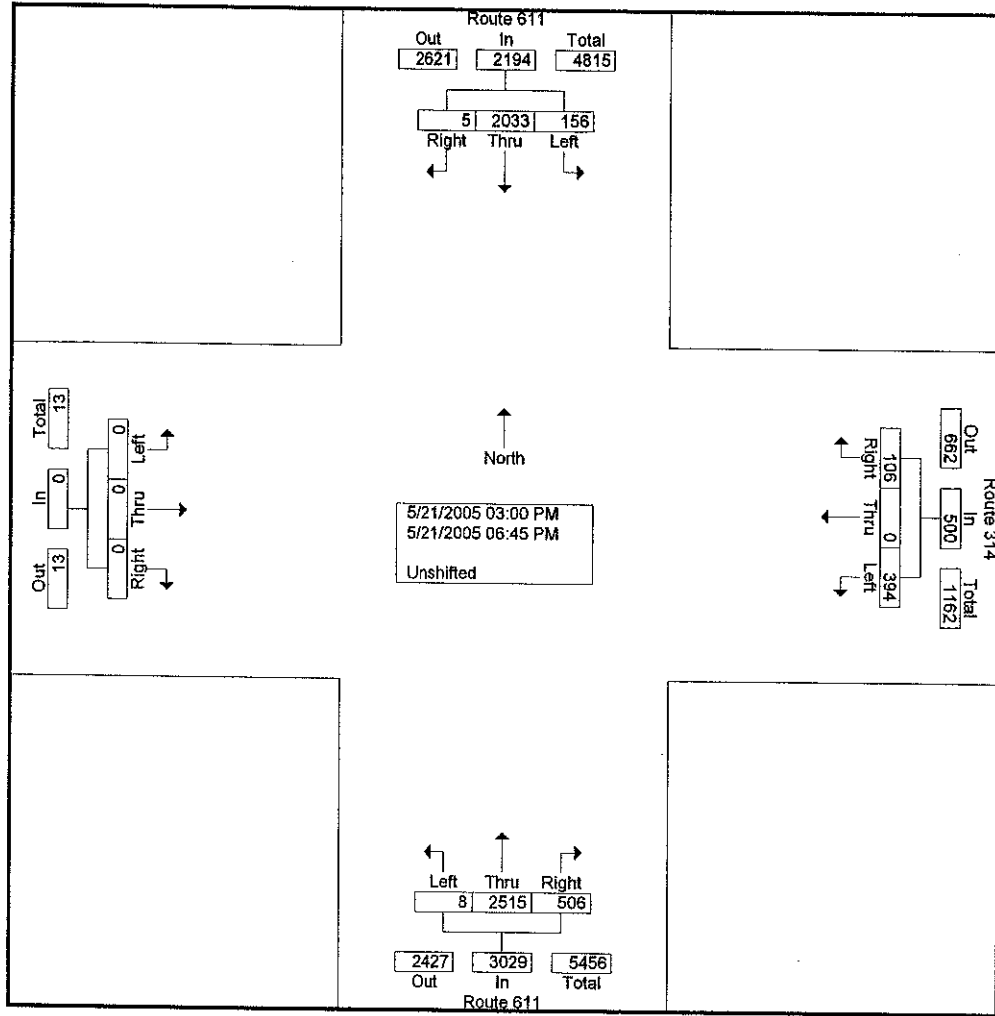 Route 611
Out In Total
2621 2194 4815
5 2033 156
Right Thru Left
Total In Out
13 0 13
0 0 0
Left Thru Right
North
5/21/2005 03:00 PM
5/21/2005 06:45 PM
Unshifted
Route 314
Out In Total
662 500 1162
106 0 394
Right Thru Left
Left Thru Right
8 2515 506
2427 3029 5456
Out In Total
Route 611